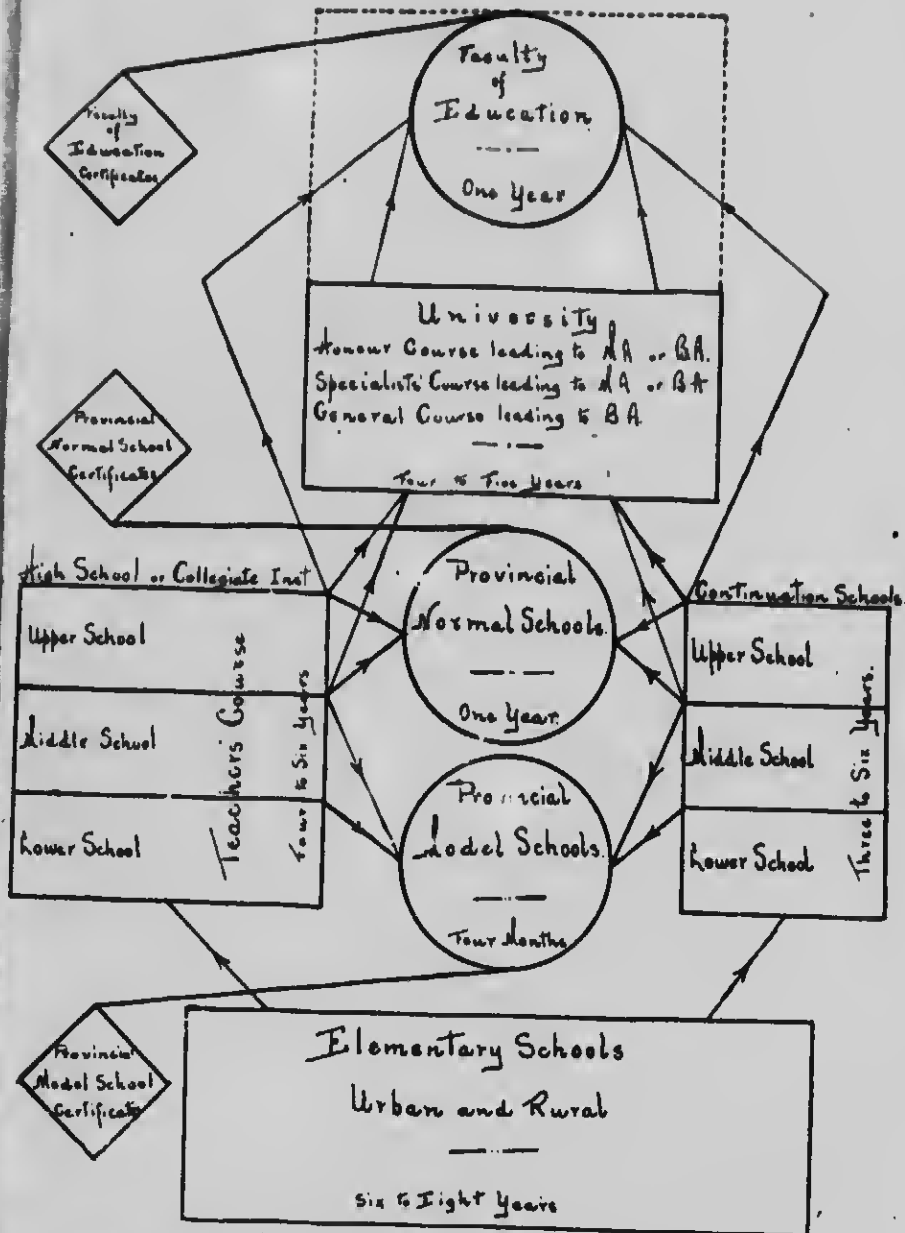 Faculty
of
Education
One Year
Faculty
of
Education
Certificates
University
Honour Course leading to MA or BA.
Specialists' Course leading to MA or BA
General Course leading to BA.
Four to Five Years
Provincial
Normal School
Certificates
High School or Collegiate Inst
Upper School
Middle School
Lower School
Teachers Course
Four to Six Years
Provincial
Normal Schools.
One Year.
Continuation Schools.
Upper School
Middle School
Lower School
Three to Six Years.
Provincial
Model Schools.
Four Months
Provincial
Model School
Certificates
Elementary Schools
Urban and Rural
Six to Eight Years